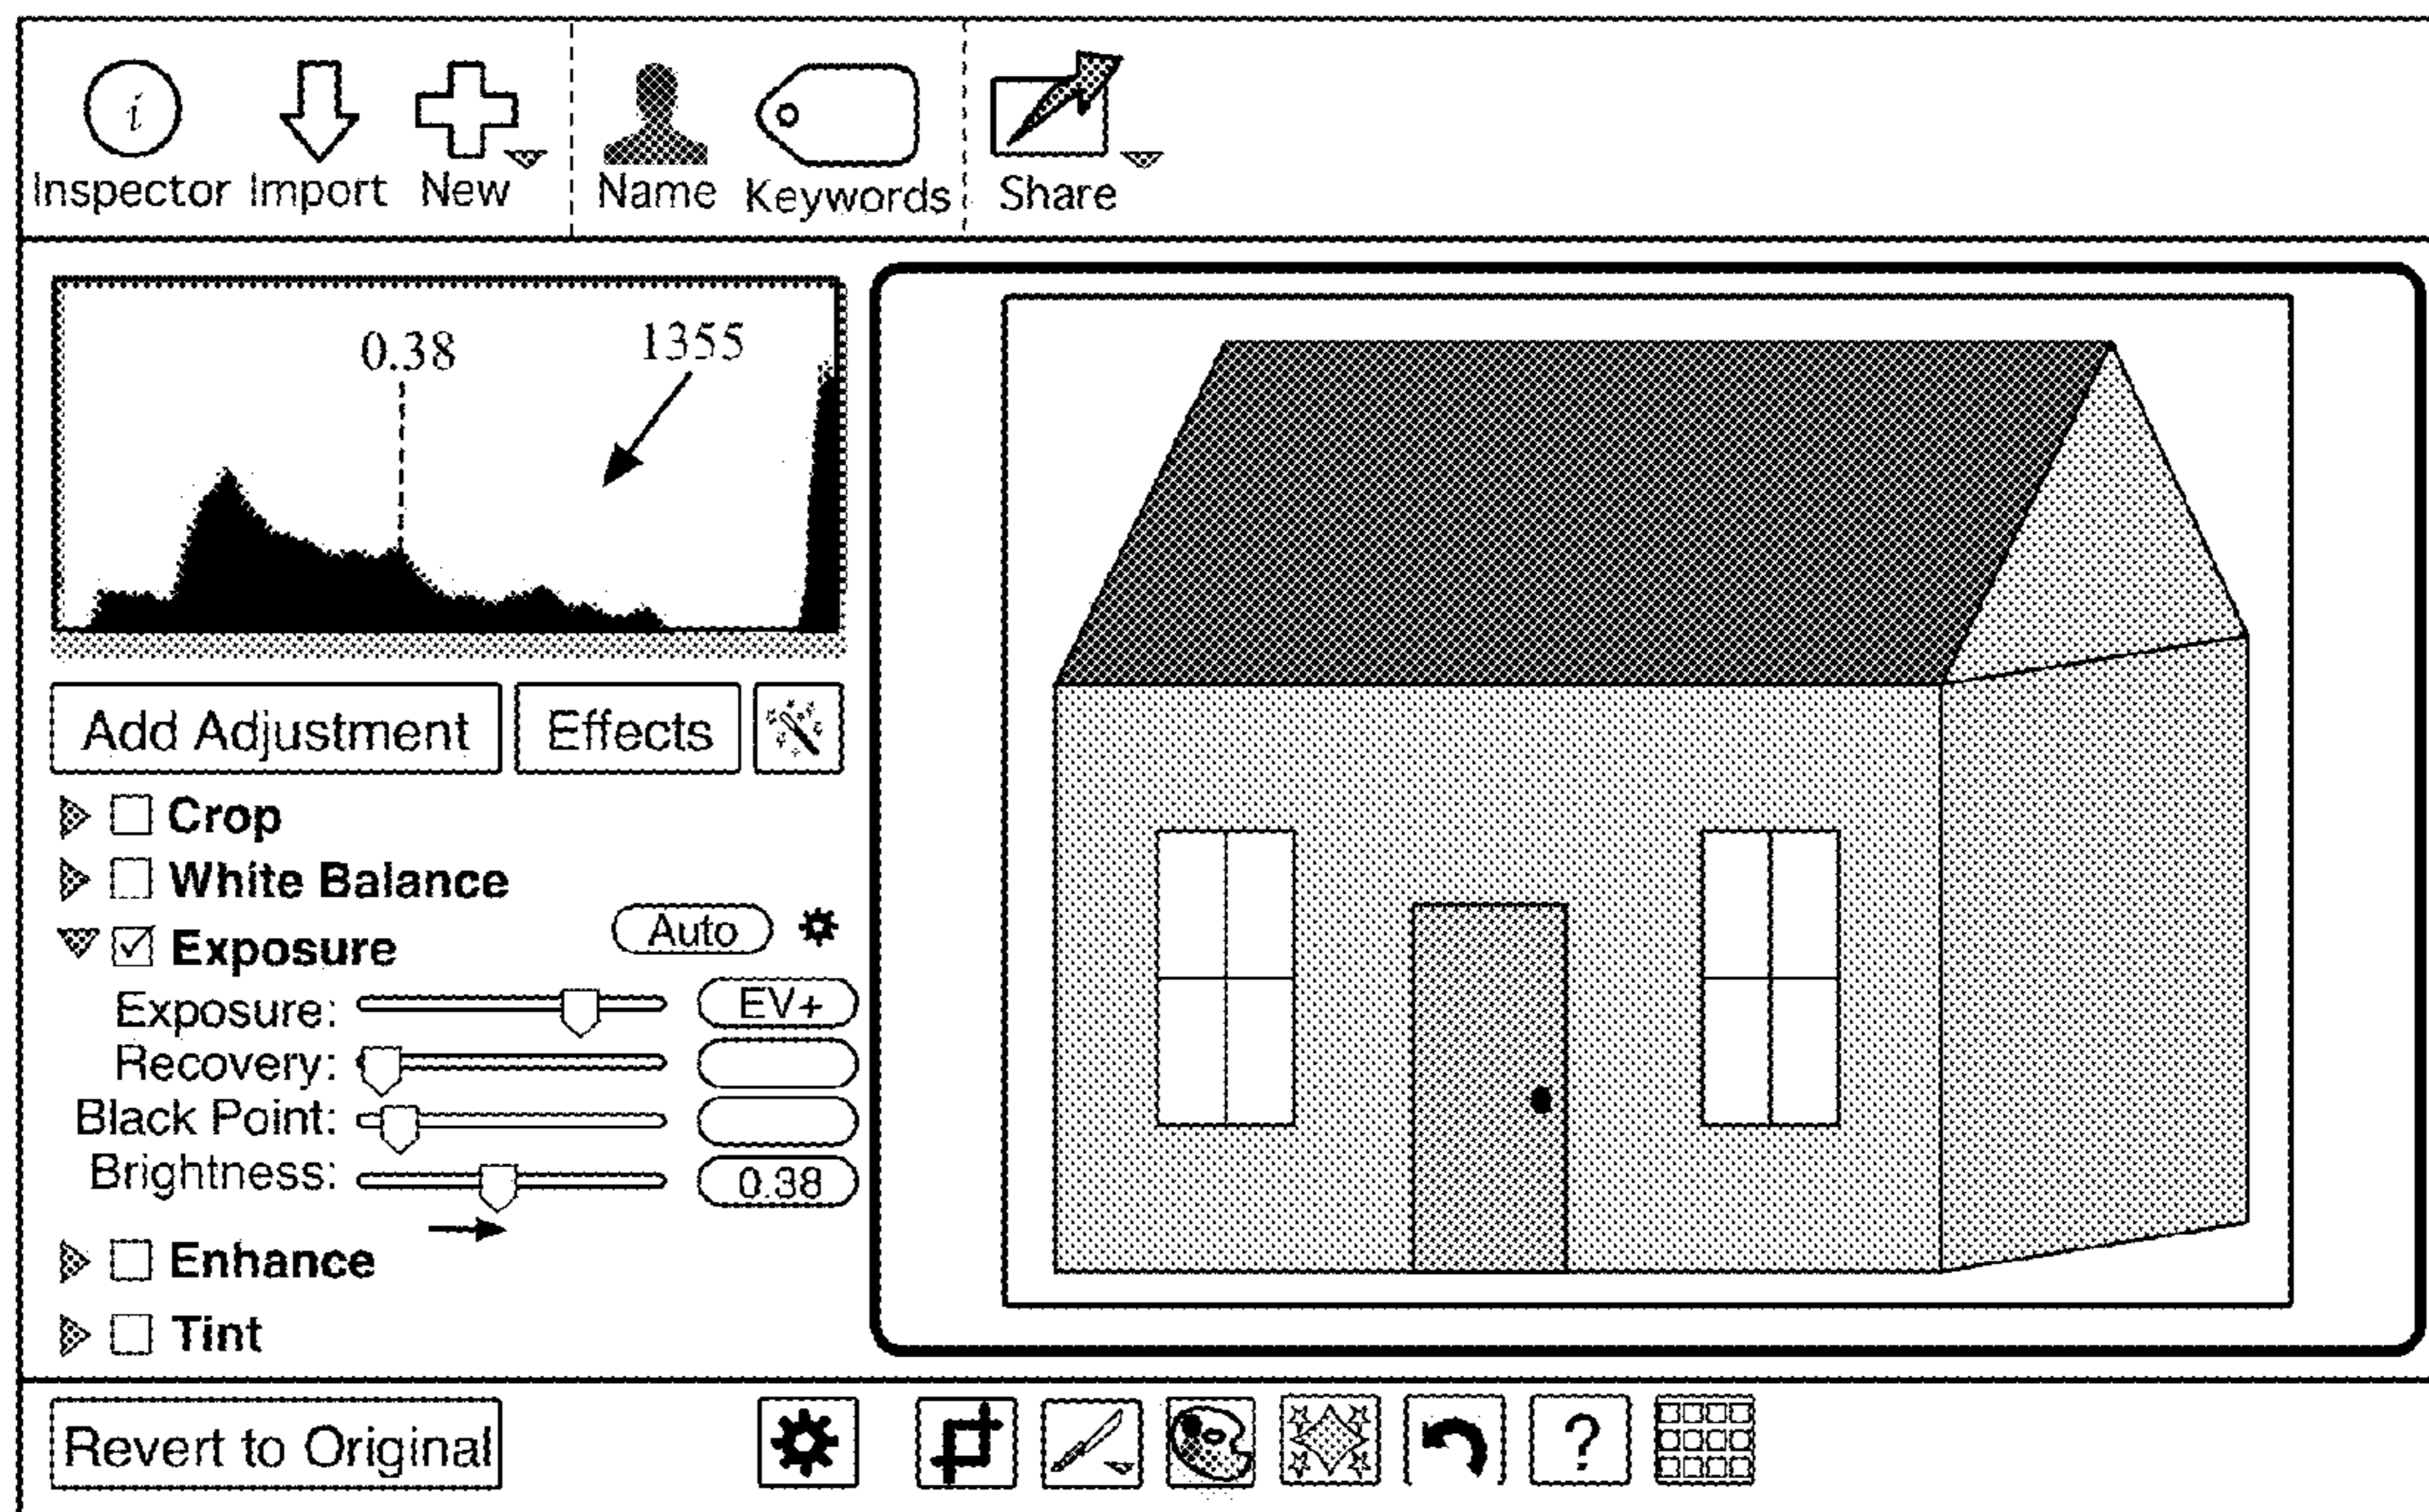 i
Inspector Import New Name Keywords Share
0.38 1355
Add Adjustment Effects
Crop
White Balance
Auto
Exposure
Exposure: EV+
Recovery:
Black Point:
Brightness: 0.38
Enhance
Tint
Revert to Original ?